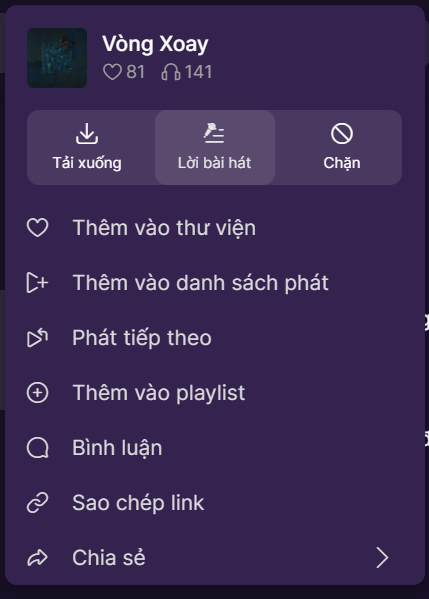 Vòng Xoay
81 141
Tải xuống Lời bài hát Chặn
Thêm vào thư viện
Thêm vào danh sách phát
Phát tiếp theo
Thêm vào playlist
Bình luận
Sao chép link
Chia sẻ